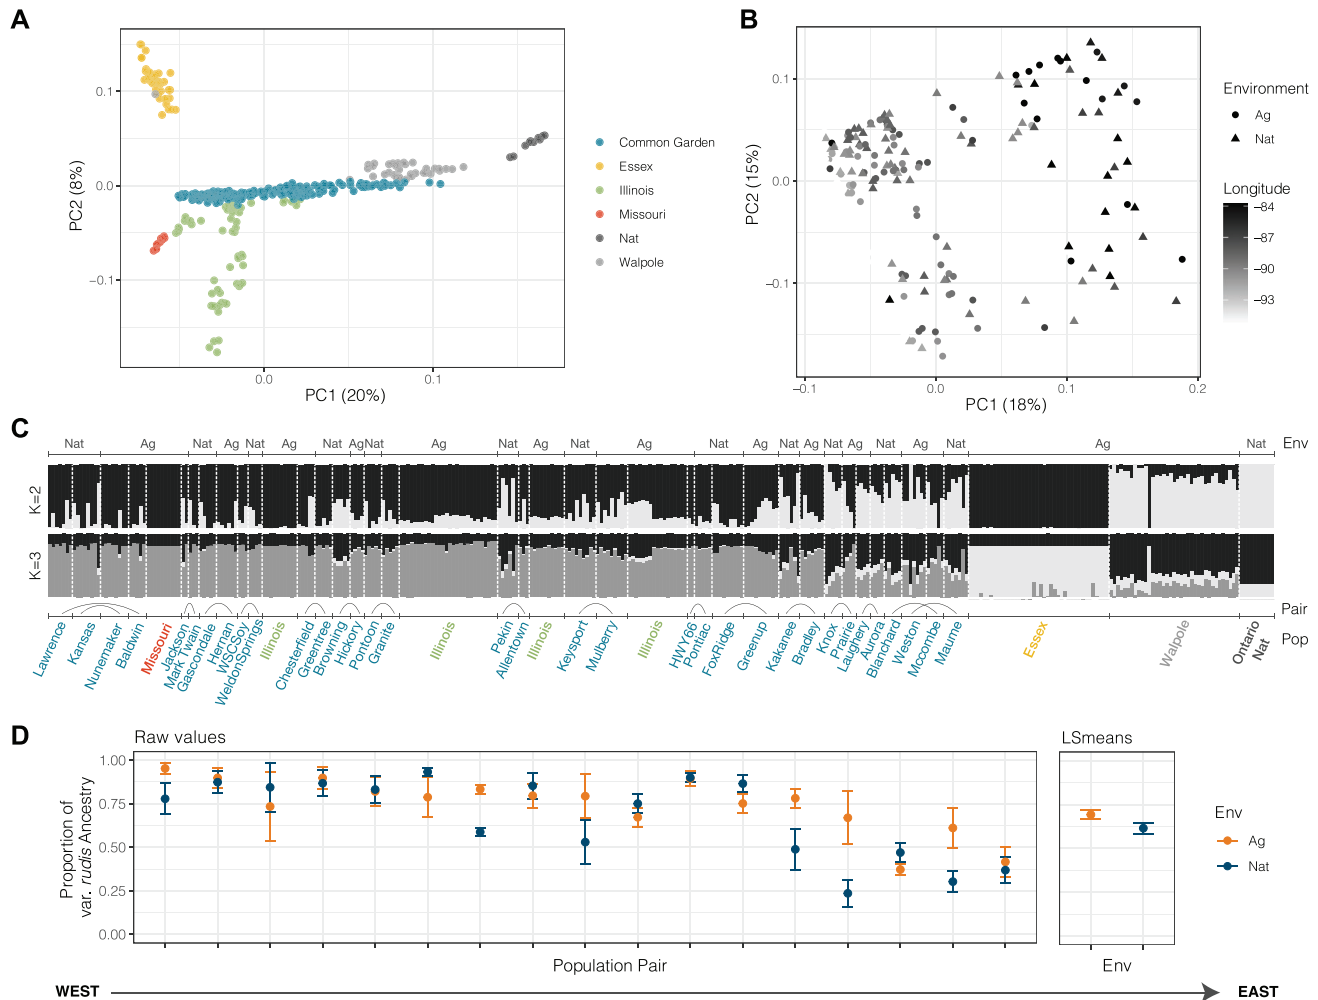 A
B
0.1
0.0
−0.1
PC2 (8%)
0.0
0.1
PC1 (20%)
Common Garden
Essex
Illinois
Missouri
Nat
Walpole
0.1
0.0
−0.1
PC2 (15%)
−0.1
0.0
0.1
0.2
PC1 (18%)
Environment
Ag
Nat
Longitude
−84
−87
−90
−93
C
Nat Ag Nat Ag Nat Ag Nat Ag Nat Ag Nat Ag Nat Ag Nat Ag Nat Ag Nat Ag Nat Ag Nat Ag Nat Env
K=2
K=3
Pair
Pop
Lawrence
Kansas
Nunemaker
Baldwin
Missouri
Jackson
Mark Twain
Gascomdale
Heman
WSCSoy
WeldonSprings
Illinois
Chesterfield
Greentree
Browning
Hickory
Pontoon
Granite
Illinois
Pekin
Allentown
Illinois
Keysport
Mulberry
Illinois
HWY66
Pontiac
FoxRidge
Greenup
Kakanee
Bradley
Knox
Prairie
Laughery
Aurora
Blanchard
Weston
Mccombe
Maume
Essex
Walpole
Ontario
Nat
D
Raw values
LSmeans
1.00
0.75
0.50
0.25
0.00
Proportion of
var. rudis Ancestry
Population Pair
Env
Env
Ag
Nat
WEST
EAST